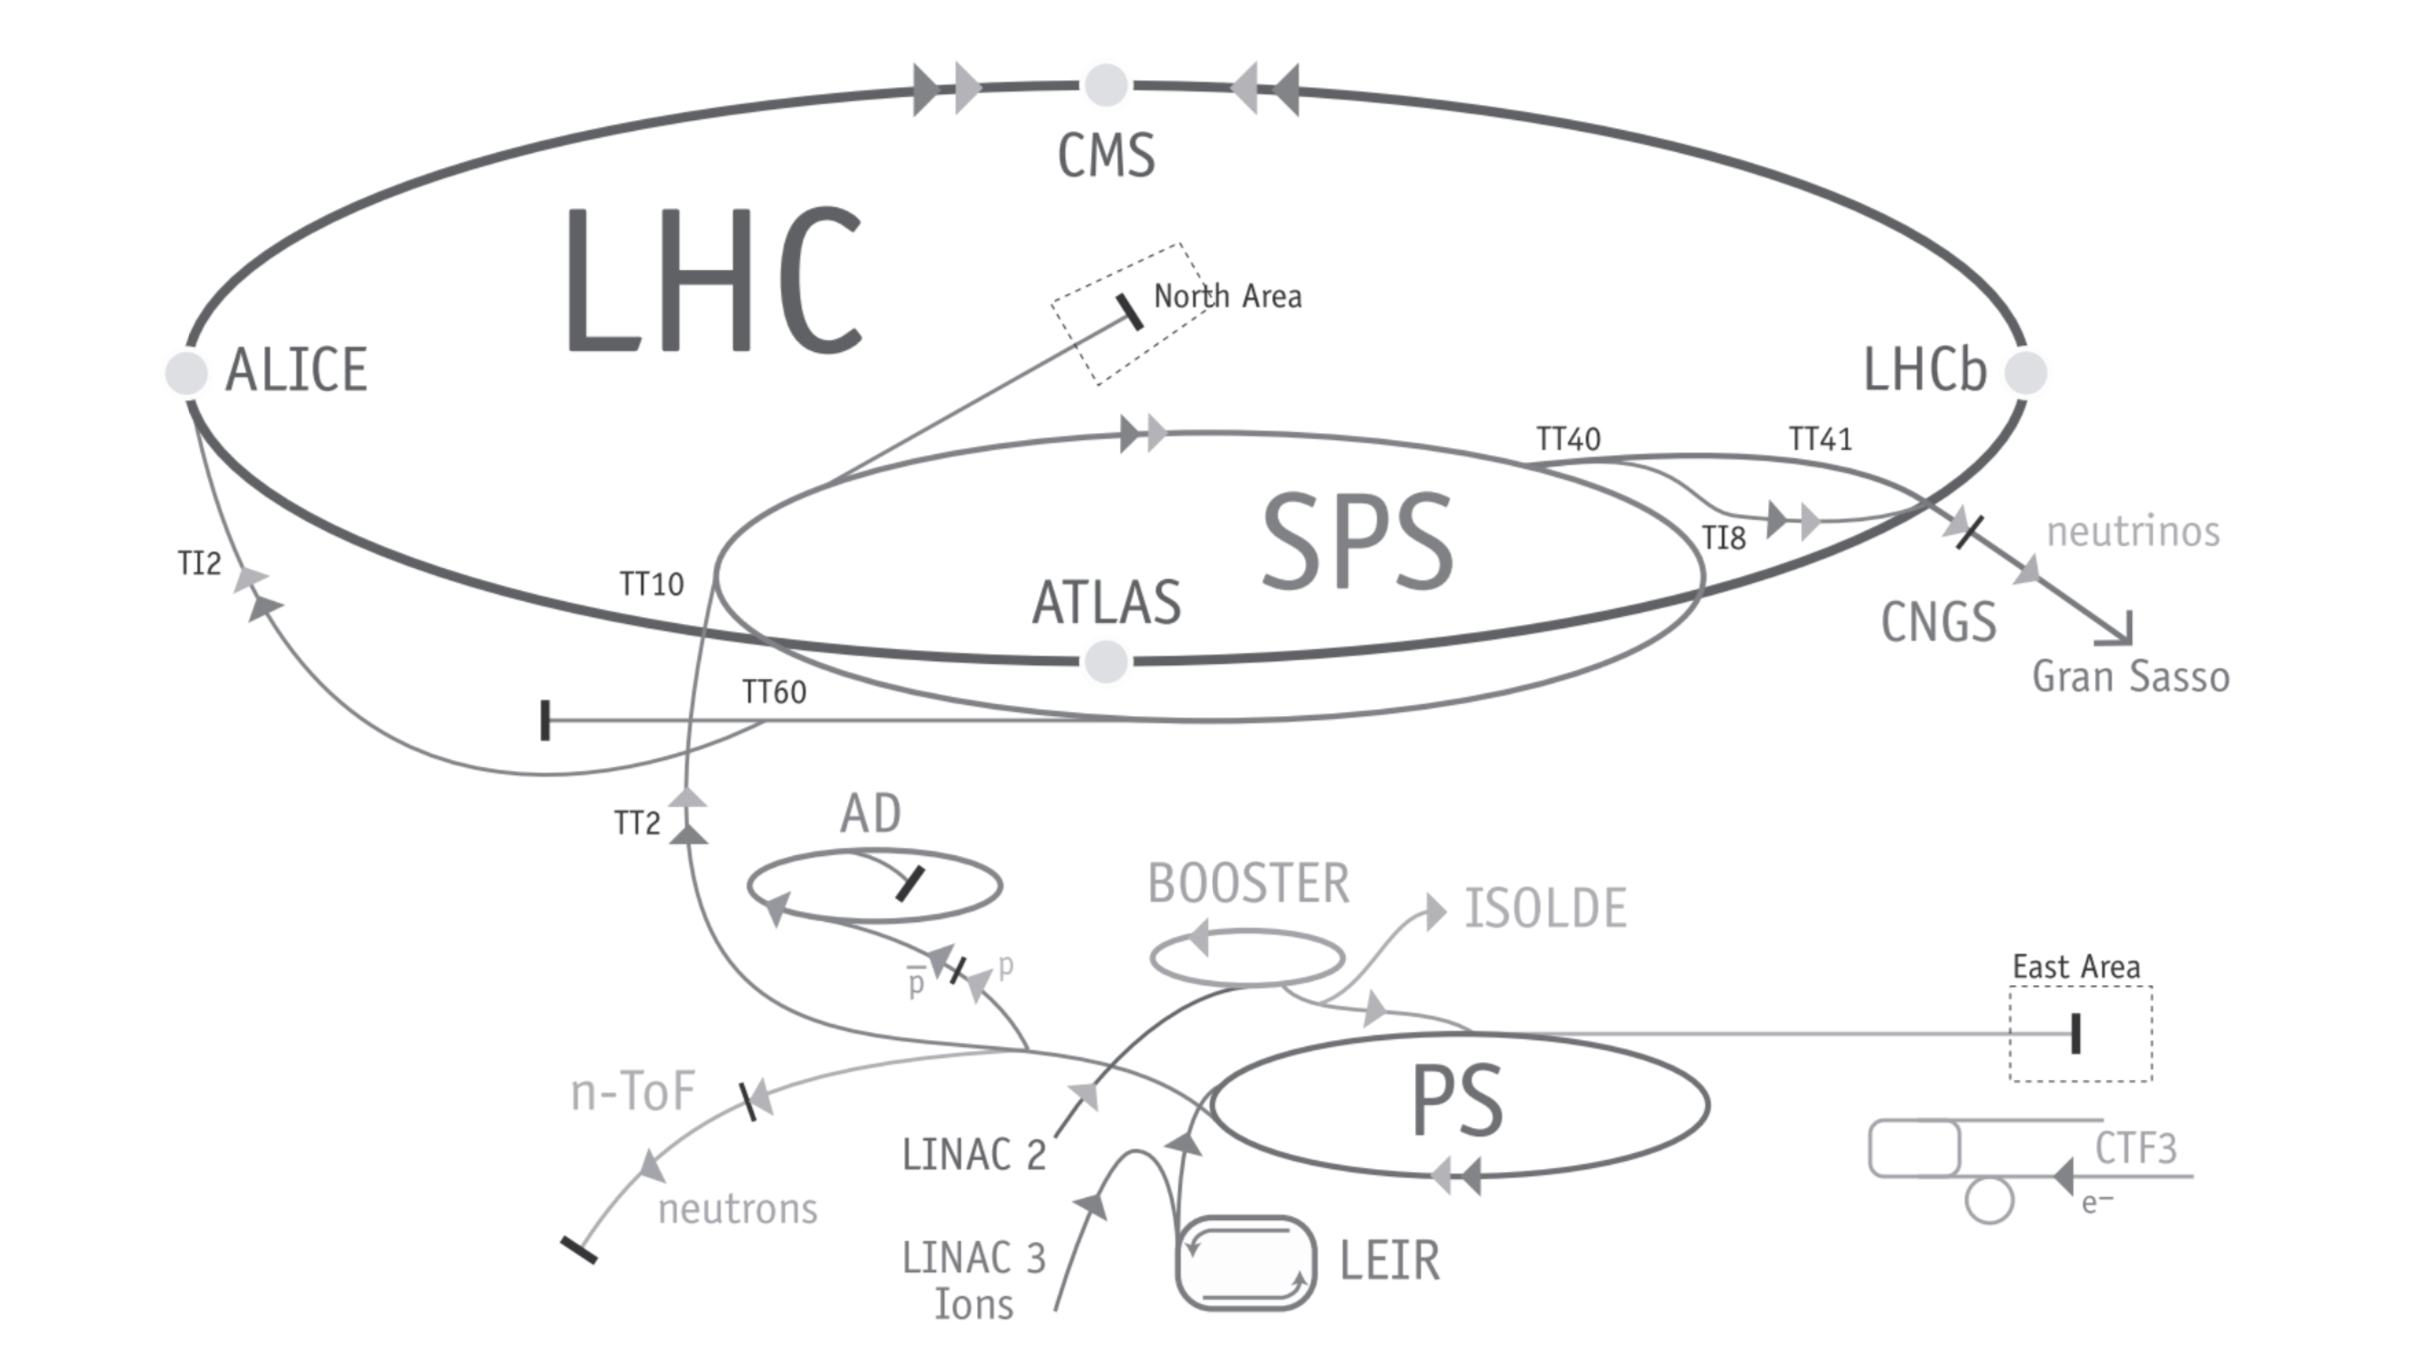 CMS
LHC
North Area
ALICE
LHCb
TT40
TT41
SPS
TI8
neutrinos
TI2
TT10
ATLAS
CNGS
Gran Sasso
TT60
AD
TT2
BOOSTER
ISOLDE
East Area
p̅
p
n-ToF
PS
LINAC 2
CTF3
e–
neutrons
LINAC 3
Ions
LEIR